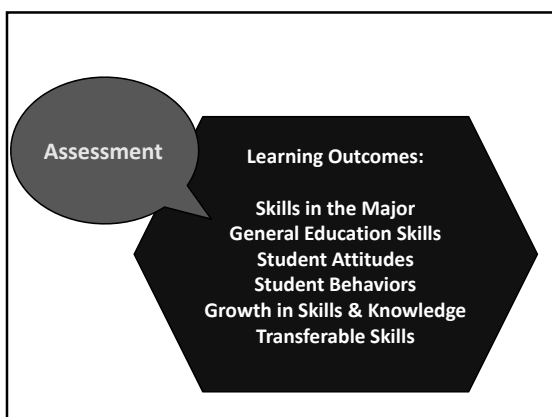 Assessment
Learning Outcomes:
Skills in the Major
General Education Skills
Student Attitudes
Student Behaviors
Growth in Skills & Knowledge
Transferable Skills